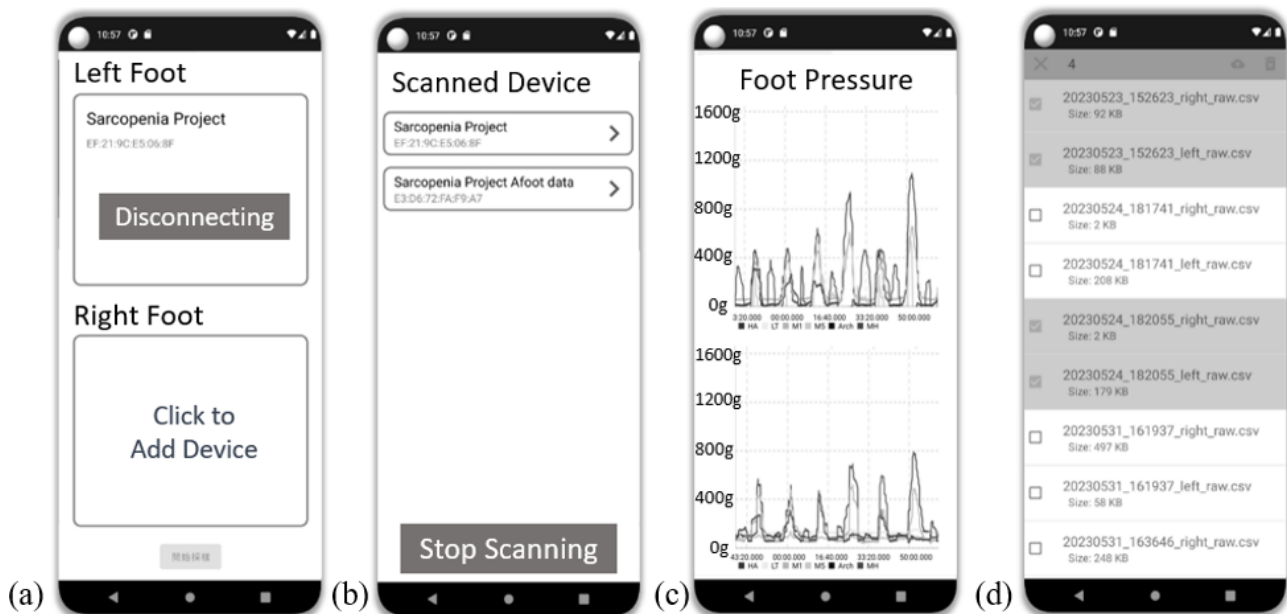 10:57
Left Foot
Sarcopenia Project
EF:21:9C:E5:06:8F
Disconnecting
Right Foot
Click to
Add Device
開始採樣
(a)
10:57
Scanned Device
Sarcopenia Project
EF:21:9C:E5:06:8F
Sarcopenia Project Afoot data
E3:D6:72:FA:F9:A7
Stop Scanning
(b)
10:57
Foot Pressure
1600g
1200g
800g
400g
0g
3:20.000 00:00.000 16:40.000 33:20.000 50:00.000
HA LT M1 M5 Arch MH
1600g
1200g
800g
400g
0g
43:20.000 00:00.000 16:40.000 33:20.000 50:00.000
HA LT M1 M5 Arch MH
(c)
10:57
4
20230523_152623_right_raw.csv
Size: 92 KB
20230523_152623_left_raw.csv
Size: 88 KB
20230524_181741_right_raw.csv
Size: 2 KB
20230524_181741_left_raw.csv
Size: 208 KB
20230524_182055_right_raw.csv
Size: 2 KB
20230524_182055_left_raw.csv
Size: 179 KB
20230531_161937_right_raw.csv
Size: 497 KB
20230531_161937_left_raw.csv
Size: 58 KB
20230531_163646_right_raw.csv
Size: 248 KB
(d)